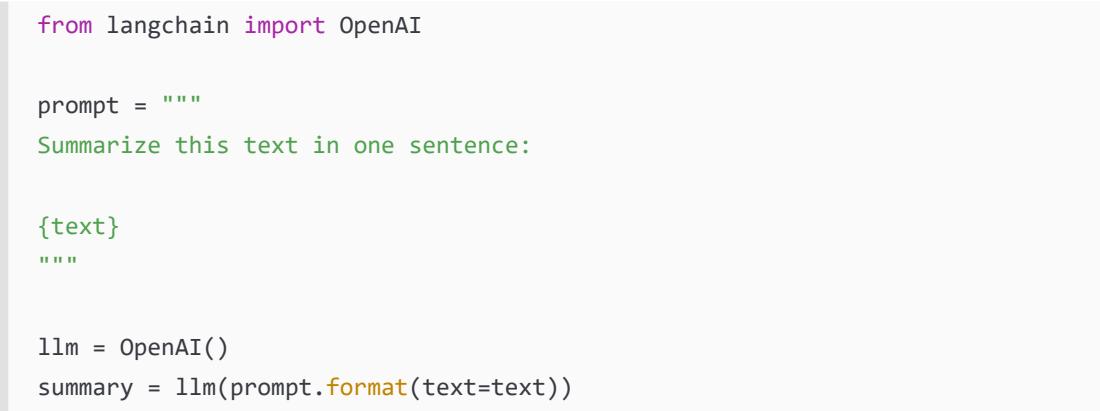 from langchain import OpenAI
prompt = """
Summarize this text in one sentence:
{text}
"""
llm = OpenAI()
summary = llm(prompt.format(text=text))